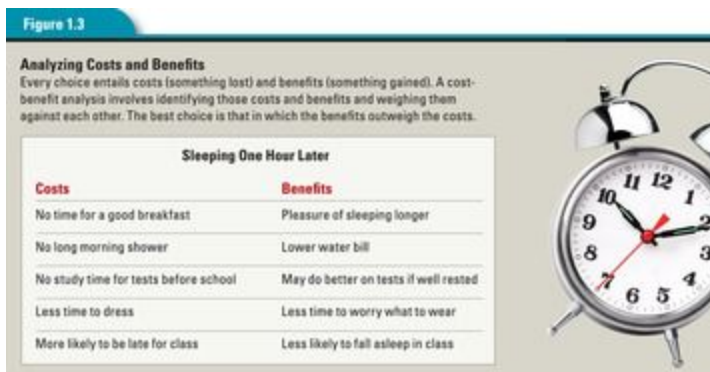 Figure 1.3
Analyzing Costs and Benefits
Every choice entails costs (something lost) and benefits (something gained). A cost-
benefit analysis involves identifying those costs and benefits and weighing them
against each other. The best choice is that in which the benefits outweigh the costs.
Sleeping One Hour Later
Costs Benefits
No time for a good breakfast Pleasure of sleeping longer
No long morning shower Lower water bill
No study time for tests before school May do better on tests if well rested
Less time to dress Less time to worry what to wear
More likely to be late for class Less likely to fall asleep in class
10 11 12 1
9 2
8 3
7 6 5 4